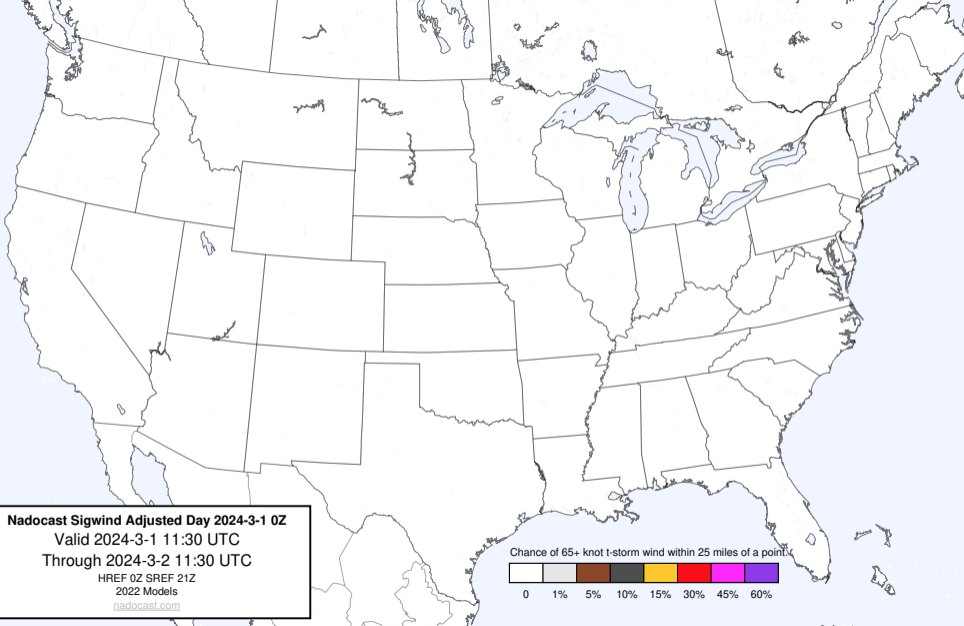 Nadocast Sigwind Adjusted Day 2024-3-1 0Z
Valid 2024-3-1 11:30 UTC
Through 2024-3-2 11:30 UTC
HREF 0Z SREF 21Z
2022 Models
nadocast.com
Chance of 65+ knot t-storm wind within 25 miles of a point.
0 1% 5% 10% 15% 30% 45% 60%